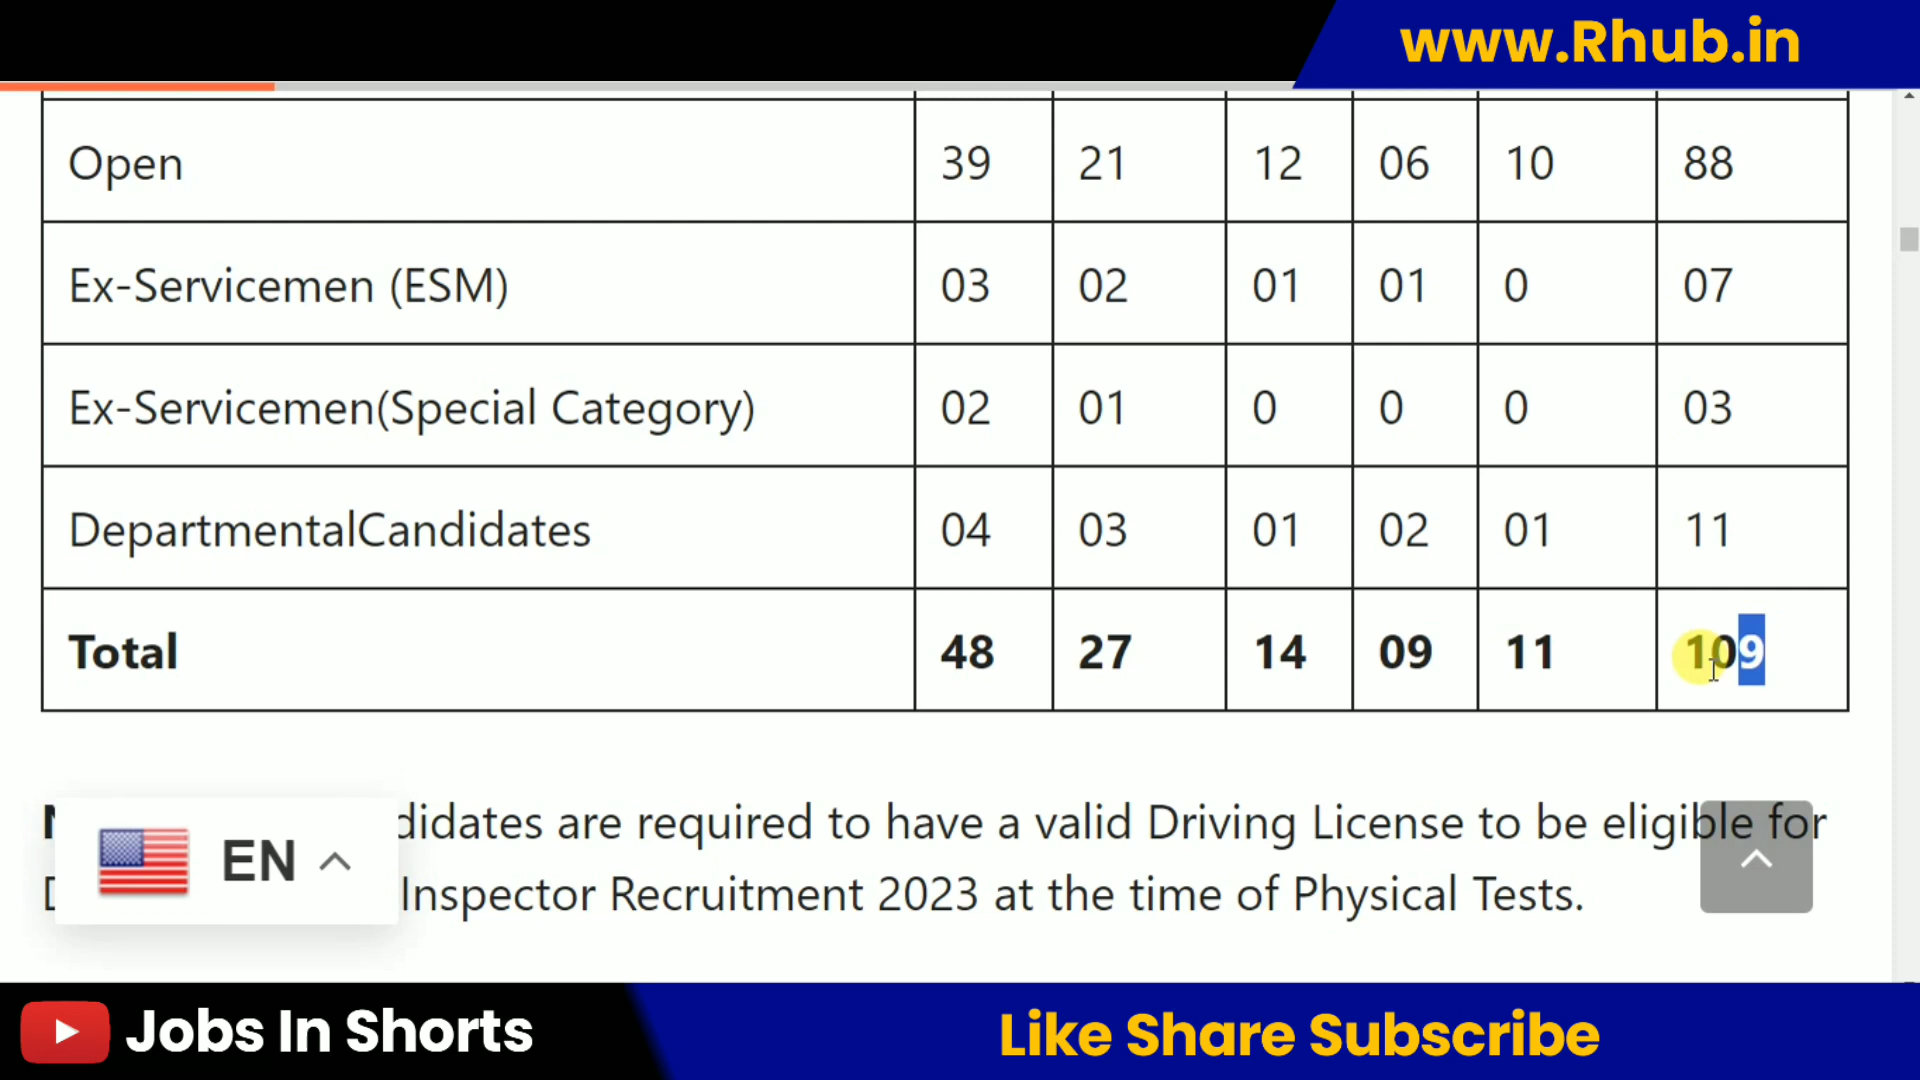 www.Rhub.in
Open 39 21 12 06 10 88
Ex-Servicemen (ESM) 03 02 01 01 0 07
Ex-Servicemen(Special Category) 02 01 0 0 0 03
DepartmentalCandidates 04 03 01 02 01 11
Total 48 27 14 09 11 109
didates are required to have a valid Driving License to be eligible for
Inspector Recruitment 2023 at the time of Physical Tests.
EN
Jobs In Shorts
Like Share Subscribe